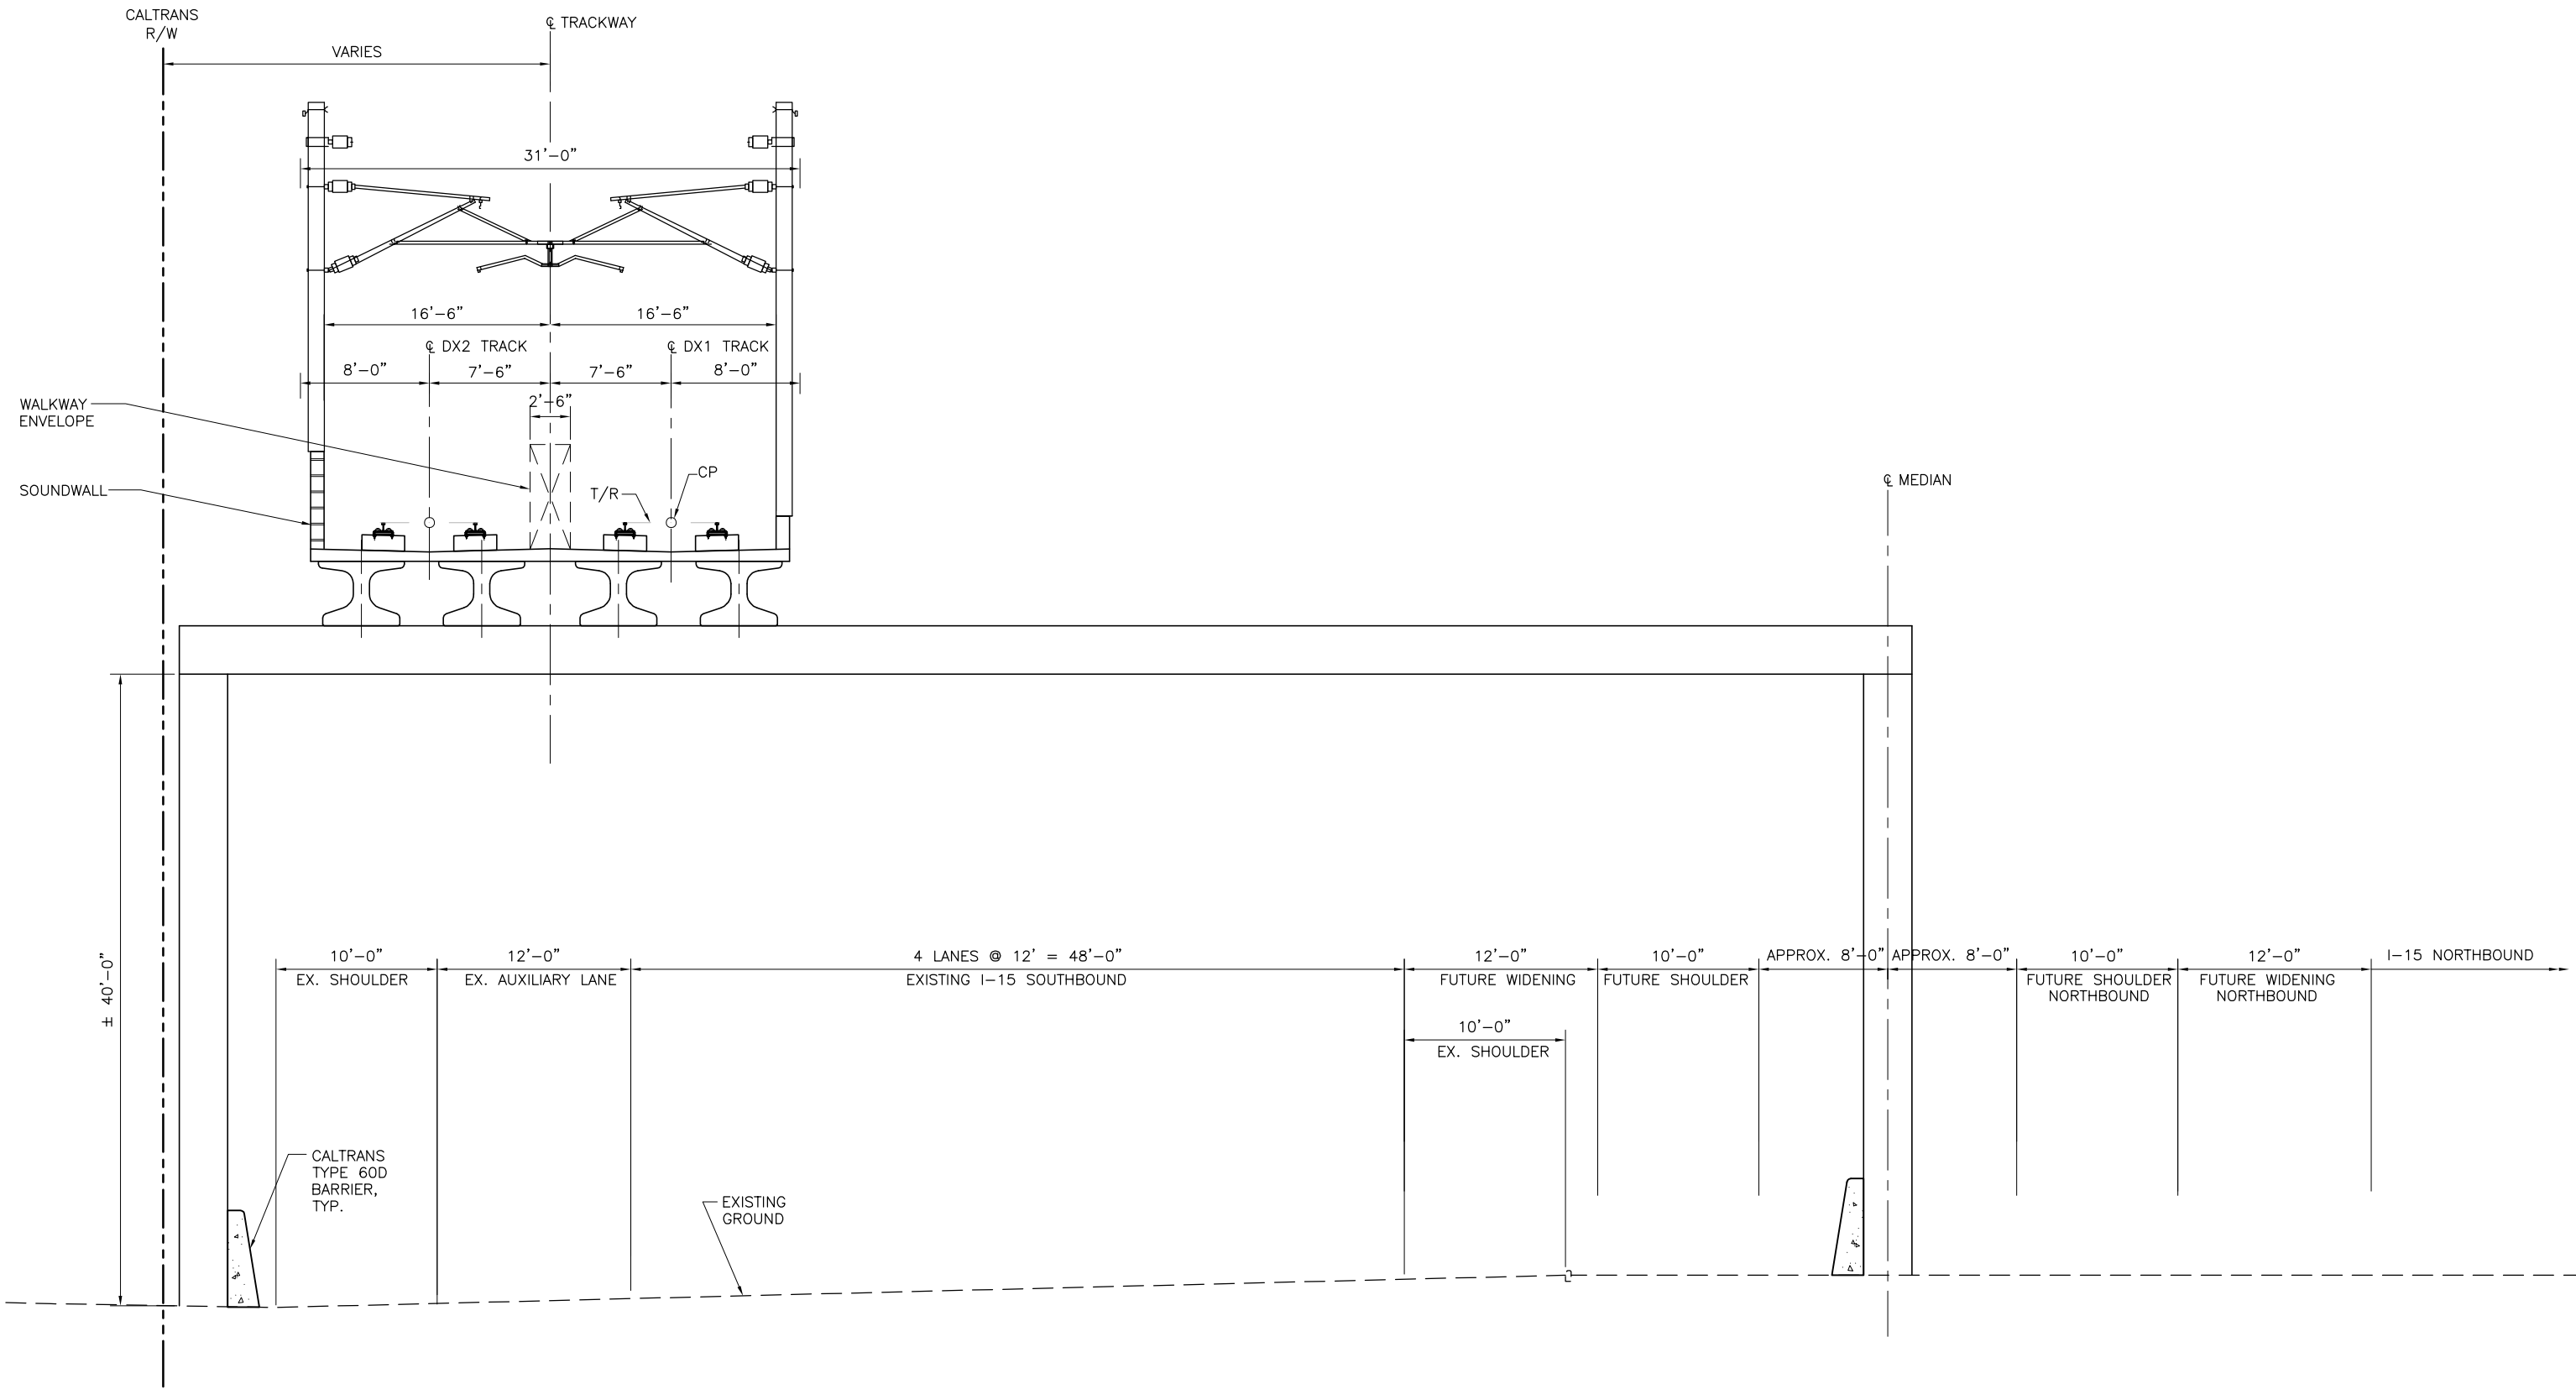 CALTRANS
R/W
℄ TRACKWAY
VARIES
31'-0"
16'-6" 16'-6"
℄ DX2 TRACK ℄ DX1 TRACK
8'-0" 7'-6" 7'-6" 8'-0"
2'-6"
WALKWAY
ENVELOPE
SOUNDWALL
T/R
CP
℄ MEDIAN
± 40'-0"
10'-0"
EX. SHOULDER
12'-0"
EX. AUXILIARY LANE
4 LANES @ 12' = 48'-0"
EXISTING I-15 SOUTHBOUND
12'-0"
FUTURE WIDENING
10'-0"
FUTURE SHOULDER
APPROX. 8'-0"
APPROX. 8'-0"
10'-0"
FUTURE SHOULDER
NORTHBOUND
12'-0"
FUTURE WIDENING
NORTHBOUND
I-15 NORTHBOUND
10'-0"
EX. SHOULDER
CALTRANS
TYPE 60D
BARRIER,
TYP.
EXISTING
GROUND